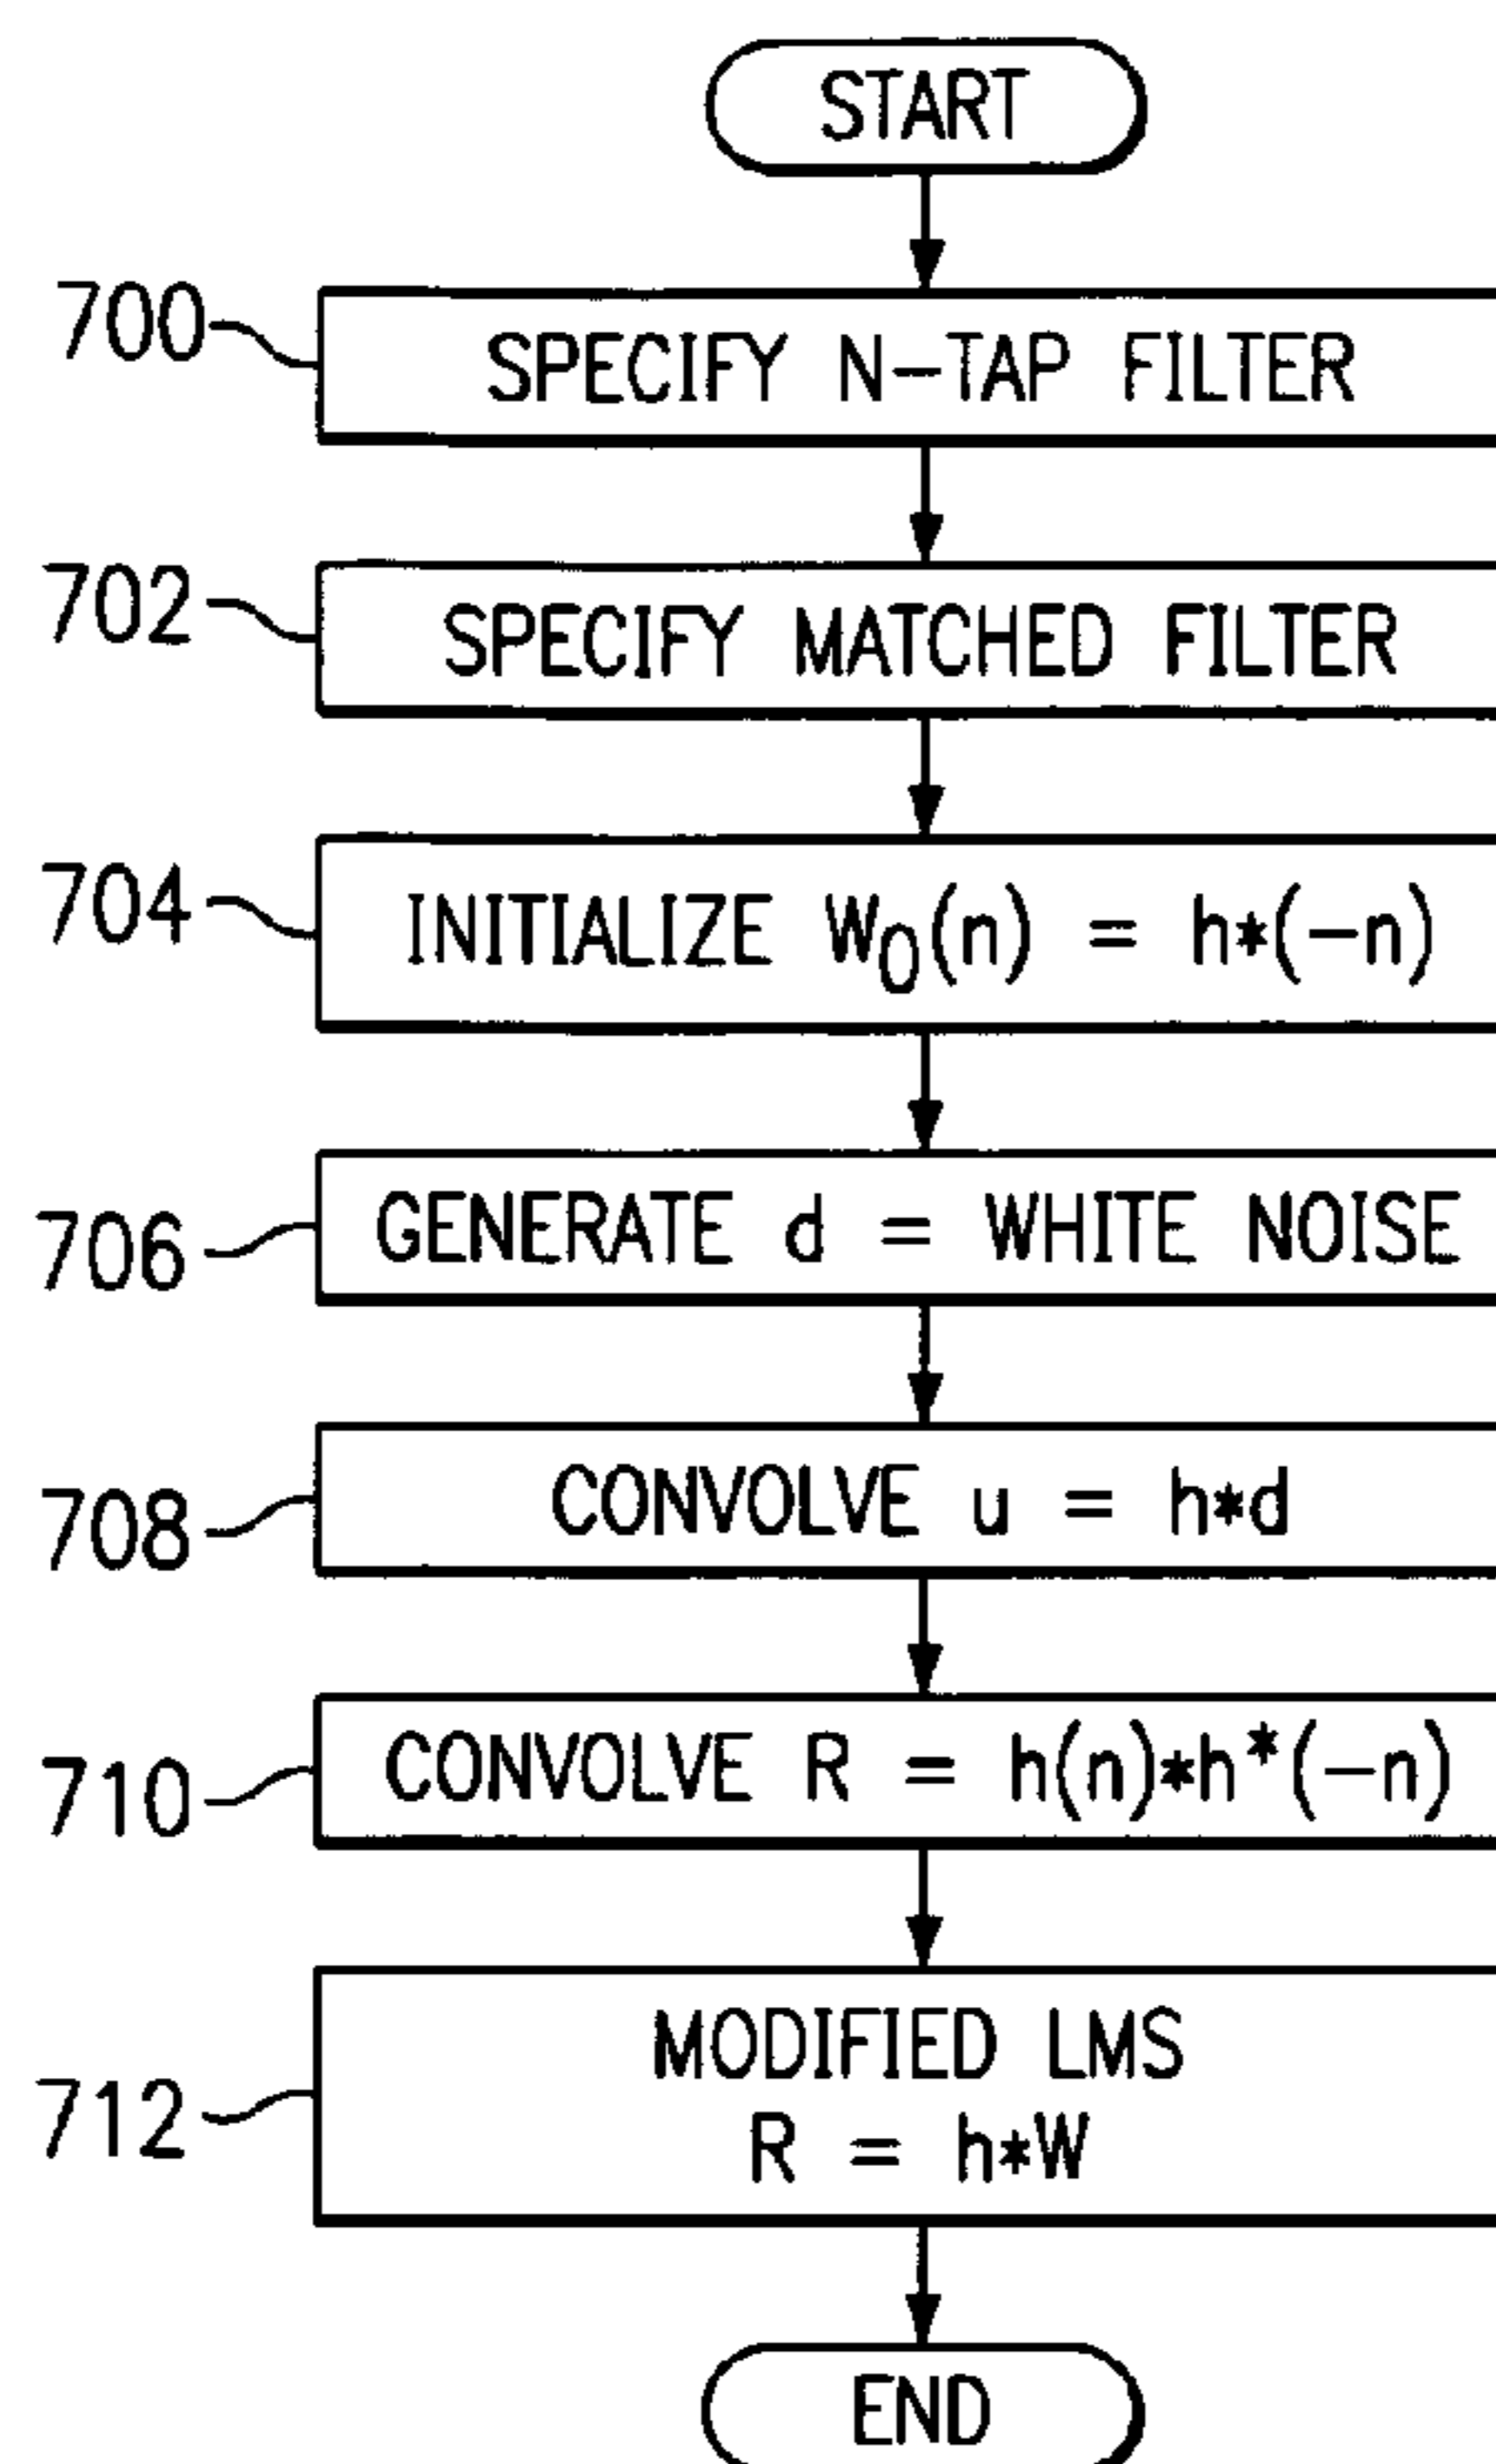 START
700 SPECIFY N-TAP FILTER
702 SPECIFY MATCHED FILTER
704 INITIALIZE W₀(n) = h*(-n)
706 GENERATE d = WHITE NOISE
708 CONVOLVE u = h*d
710 CONVOLVE R = h(n)*h*(-n)
712 MODIFIED LMS
R = h*W
END